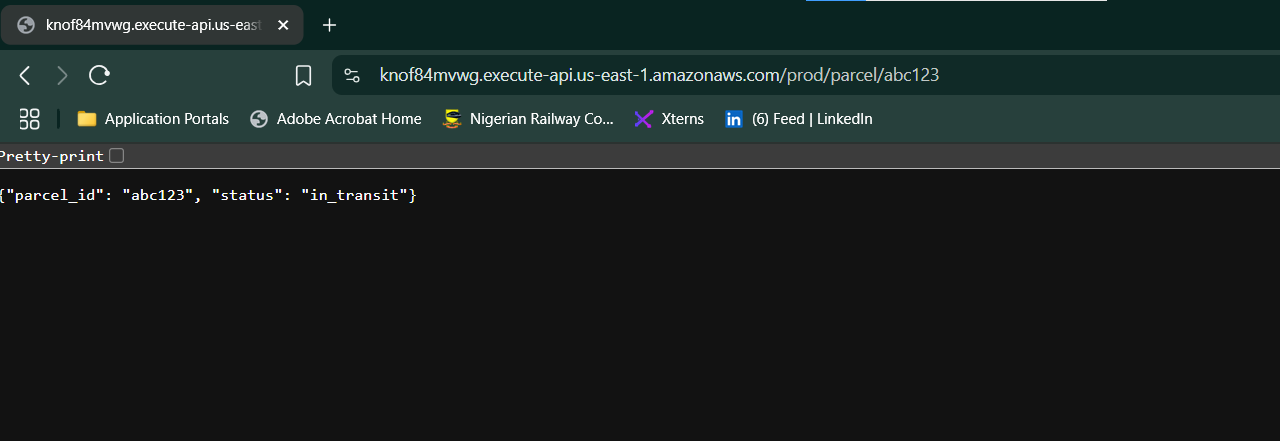 knof84mvwg.execute-api.us-east
knof84mvwg.execute-api.us-east-1.amazonaws.com/prod/parcel/abc123
Application Portals Adobe Acrobat Home Nigerian Railway Co... Xterns in (6) Feed | LinkedIn
Pretty-print
{"parcel_id": "abc123", "status": "in_transit"}